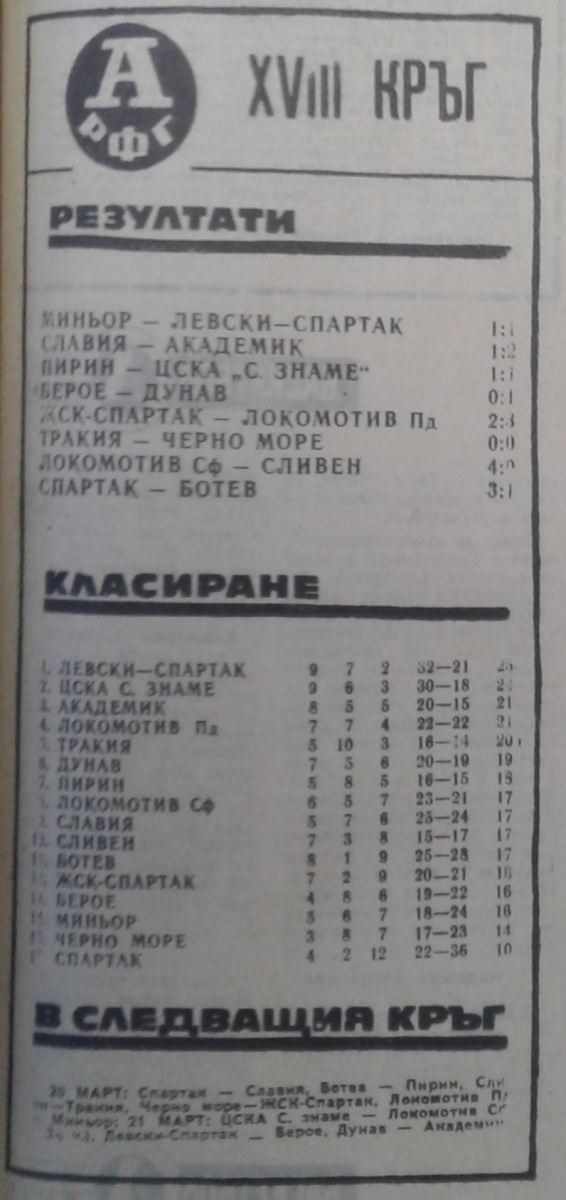 А
РФГ
XVIII КРЪГ
РЕЗУЛТАТИ
МИНЬОР — ЛЕВСКИ—СПАРТАК 1:1
СЛАВИЯ — АКАДЕМИК 1:2
ПИРИН — ЦСКА „С. ЗНАМЕ" 1:1
БЕРОЕ — ДУНАВ 0:1
ЖСК-СПАРТАК — ЛОКОМОТИВ Пд 2:3
ТРАКИЯ — ЧЕРНО МОРЕ 0:0
ЛОКОМОТИВ Сф — СЛИВЕН 4:0
СПАРТАК — БОТЕВ 3:1
КЛАСИРАНЕ
1. ЛЕВСКИ—СПАРТАК 9 7 2 32—21
2. ЦСКА С. ЗНАМЕ 9 6 3 30—18
3. АКАДЕМИК 8 5 5 20—15 21
4. ЛОКОМОТИВ Пд 7 7 4 22—22 21
5. ТРАКИЯ 5 10 3 16—14 20
6. ДУНАВ 7 5 6 20—19 19
7. ПИРИН 5 8 5 16—15 18
ЛОКОМОТИВ Сф 6 5 7 23—21 17
СЛАВИЯ 5 7 6 25—24 17
СЛИВЕН 7 3 8 15—17 17
БОТЕВ 8 1 9 25—28 17
ЖСК-СПАРТАК 7 2 9 20—21 16
БЕРОЕ 4 8 6 19—22 16
МИНЬОР 5 6 7 18—24 16
ЧЕРНО МОРЕ 3 8 7 17—23 14
СПАРТАК 4 2 12 22—36 10
В СЛЕДВАЩИЯ КРЪГ
20 МАРТ: Спартак — Славия, Ботев — Пирин,
—Тракия, Черно море—ЖСК-Спартак, Локомотив
Миньор; 21 МАРТ: ЦСКА С. знаме — Локомотив Сф
Левски-Спартак — Берое, Дунав —